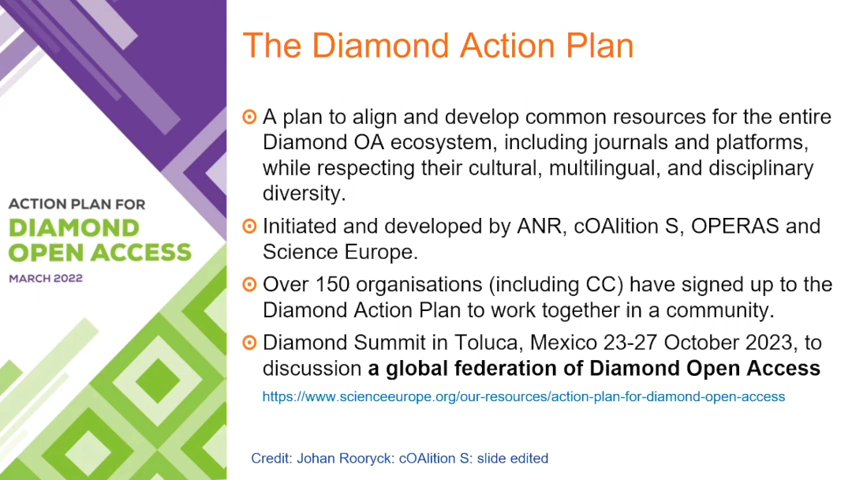 The Diamond Action Plan
ACTION PLAN FOR
DIAMOND
OPEN ACCESS
MARCH 2022
A plan to align and develop common resources for the entire
Diamond OA ecosystem, including journals and platforms,
while respecting their cultural, multilingual, and disciplinary
diversity.
Initiated and developed by ANR, cOAlition S, OPERAS and
Science Europe.
Over 150 organisations (including CC) have signed up to the
Diamond Action Plan to work together in a community.
Diamond Summit in Toluca, Mexico 23-27 October 2023, to
discussion a global federation of Diamond Open Access
https://www.scienceeurope.org/our-resources/action-plan-for-diamond-open-access
Credit: Johan Rooryck: cOAlition S: slide edited